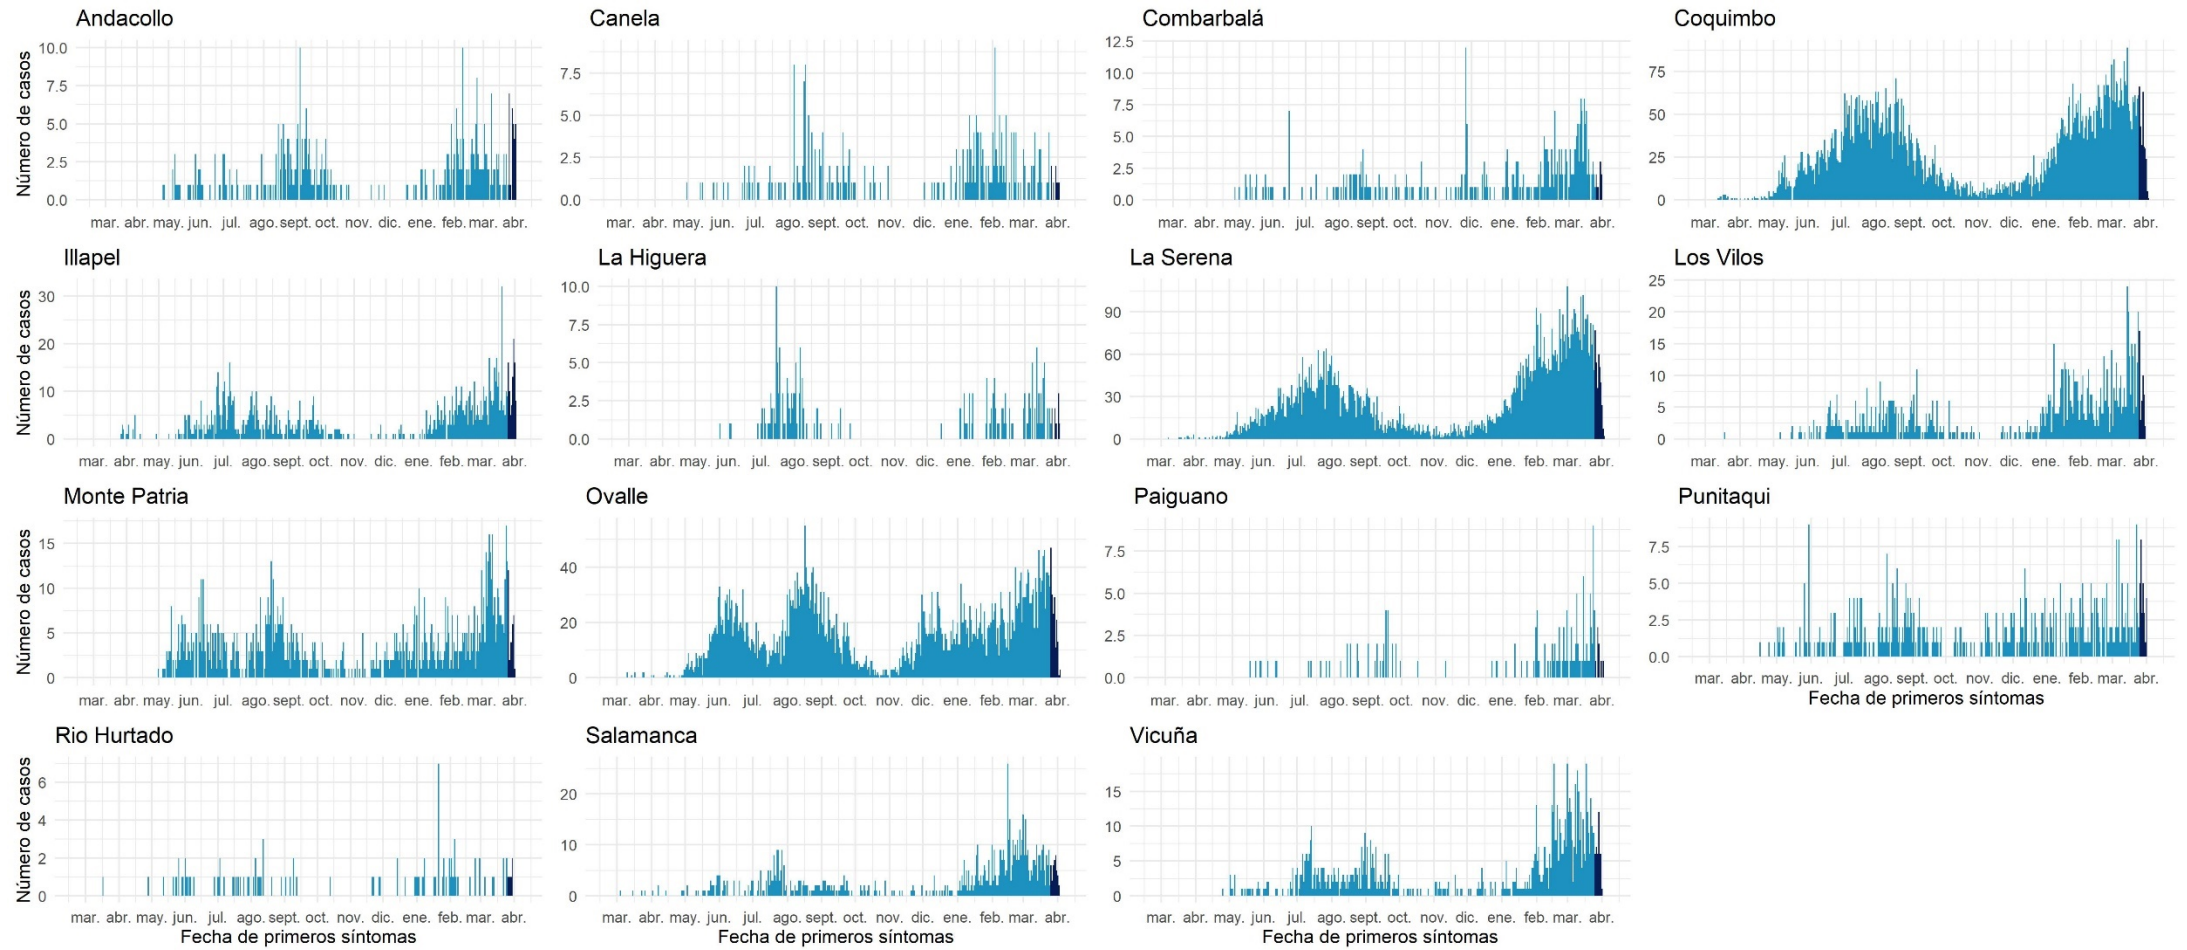 Andacollo
Canela
Combarbalá
Coquimbo
Número de casos
10.0
7.5
5.0
2.5
0.0
7.5
5.0
2.5
0.0
12.5
10.0
7.5
5.0
2.5
0.0
75
50
25
0
mar. abr. may. jun. jul. ago. sept. oct. nov. dic. ene. feb. mar. abr.
mar. abr. may. jun. jul. ago. sept. oct. nov. dic. ene. feb. mar. abr.
mar. abr. may. jun. jul. ago. sept. oct. nov. dic. ene. feb. mar. abr.
mar. abr. may. jun. jul. ago. sept. oct. nov. dic. ene. feb. mar. abr.
Illapel
La Higuera
La Serena
Los Vilos
Número de casos
30
20
10
0
10.0
7.5
5.0
2.5
0.0
90
60
30
0
25
20
15
10
5
0
mar. abr. may. jun. jul. ago. sept. oct. nov. dic. ene. feb. mar. abr.
mar. abr. may. jun. jul. ago. sept. oct. nov. dic. ene. feb. mar. abr.
mar. abr. may. jun. jul. ago. sept. oct. nov. dic. ene. feb. mar. abr.
mar. abr. may. jun. jul. ago. sept. oct. nov. dic. ene. feb. mar. abr.
Monte Patria
Ovalle
Paiguano
Punitaqui
Número de casos
15
10
5
0
40
20
0
7.5
5.0
2.5
0.0
7.5
5.0
2.5
0.0
mar. abr. may. jun. jul. ago. sept. oct. nov. dic. ene. feb. mar. abr.
mar. abr. may. jun. jul. ago. sept. oct. nov. dic. ene. feb. mar. abr.
mar. abr. may. jun. jul. ago. sept. oct. nov. dic. ene. feb. mar. abr.
mar. abr. may. jun. jul. ago. sept. oct. nov. dic. ene. feb. mar. abr.
Fecha de primeros síntomas
Rio Hurtado
Salamanca
Vicuña
Número de casos
6
4
2
0
20
10
0
15
10
5
0
mar. abr. may. jun. jul. ago. sept. oct. nov. dic. ene. feb. mar. abr.
mar. abr. may. jun. jul. ago. sept. oct. nov. dic. ene. feb. mar. abr.
mar. abr. may. jun. jul. ago. sept. oct. nov. dic. ene. feb. mar. abr.
Fecha de primeros síntomas
Fecha de primeros síntomas
Fecha de primeros síntomas